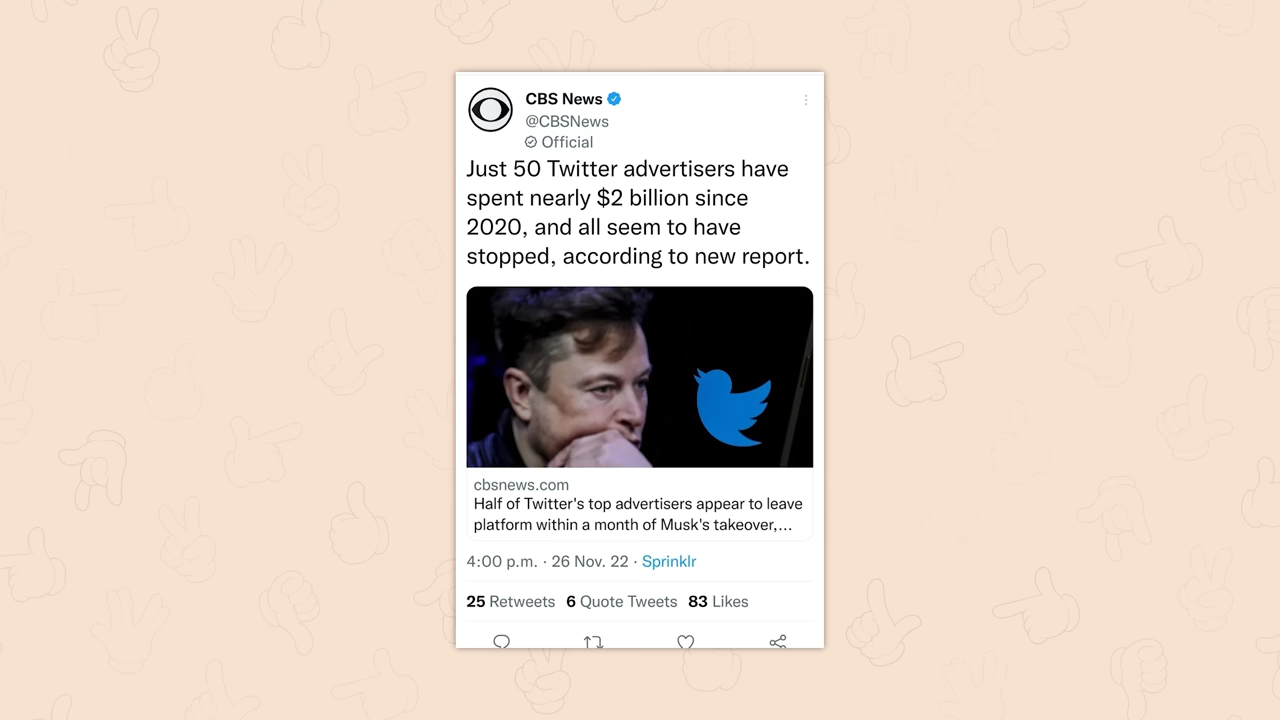 CBS News
@CBSNews
Official
Just 50 Twitter advertisers have
spent nearly $2 billion since
2020, and all seem to have
stopped, according to new report.
cbsnews.com
Half of Twitter's top advertisers appear to leave
platform within a month of Musk's takeover,...
4:00 p.m. · 26 Nov. 22 · Sprinklr
25 Retweets 6 Quote Tweets 83 Likes